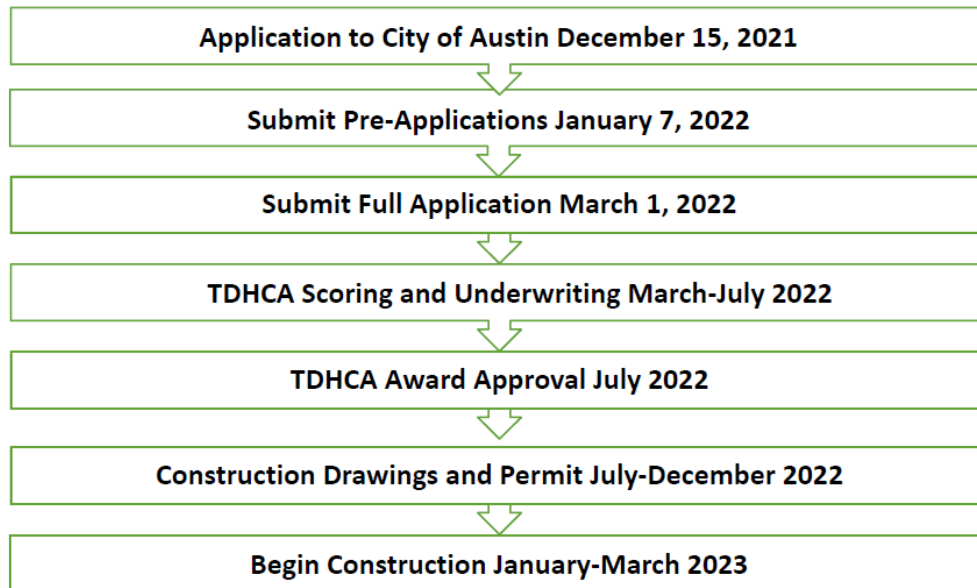 Application to City of Austin December 15, 2021
Submit Pre-Applications January 7, 2022
Submit Full Application March 1, 2022
TDHCA Scoring and Underwriting March-July 2022
TDHCA Award Approval July 2022
Construction Drawings and Permit July-December 2022
Begin Construction January-March 2023